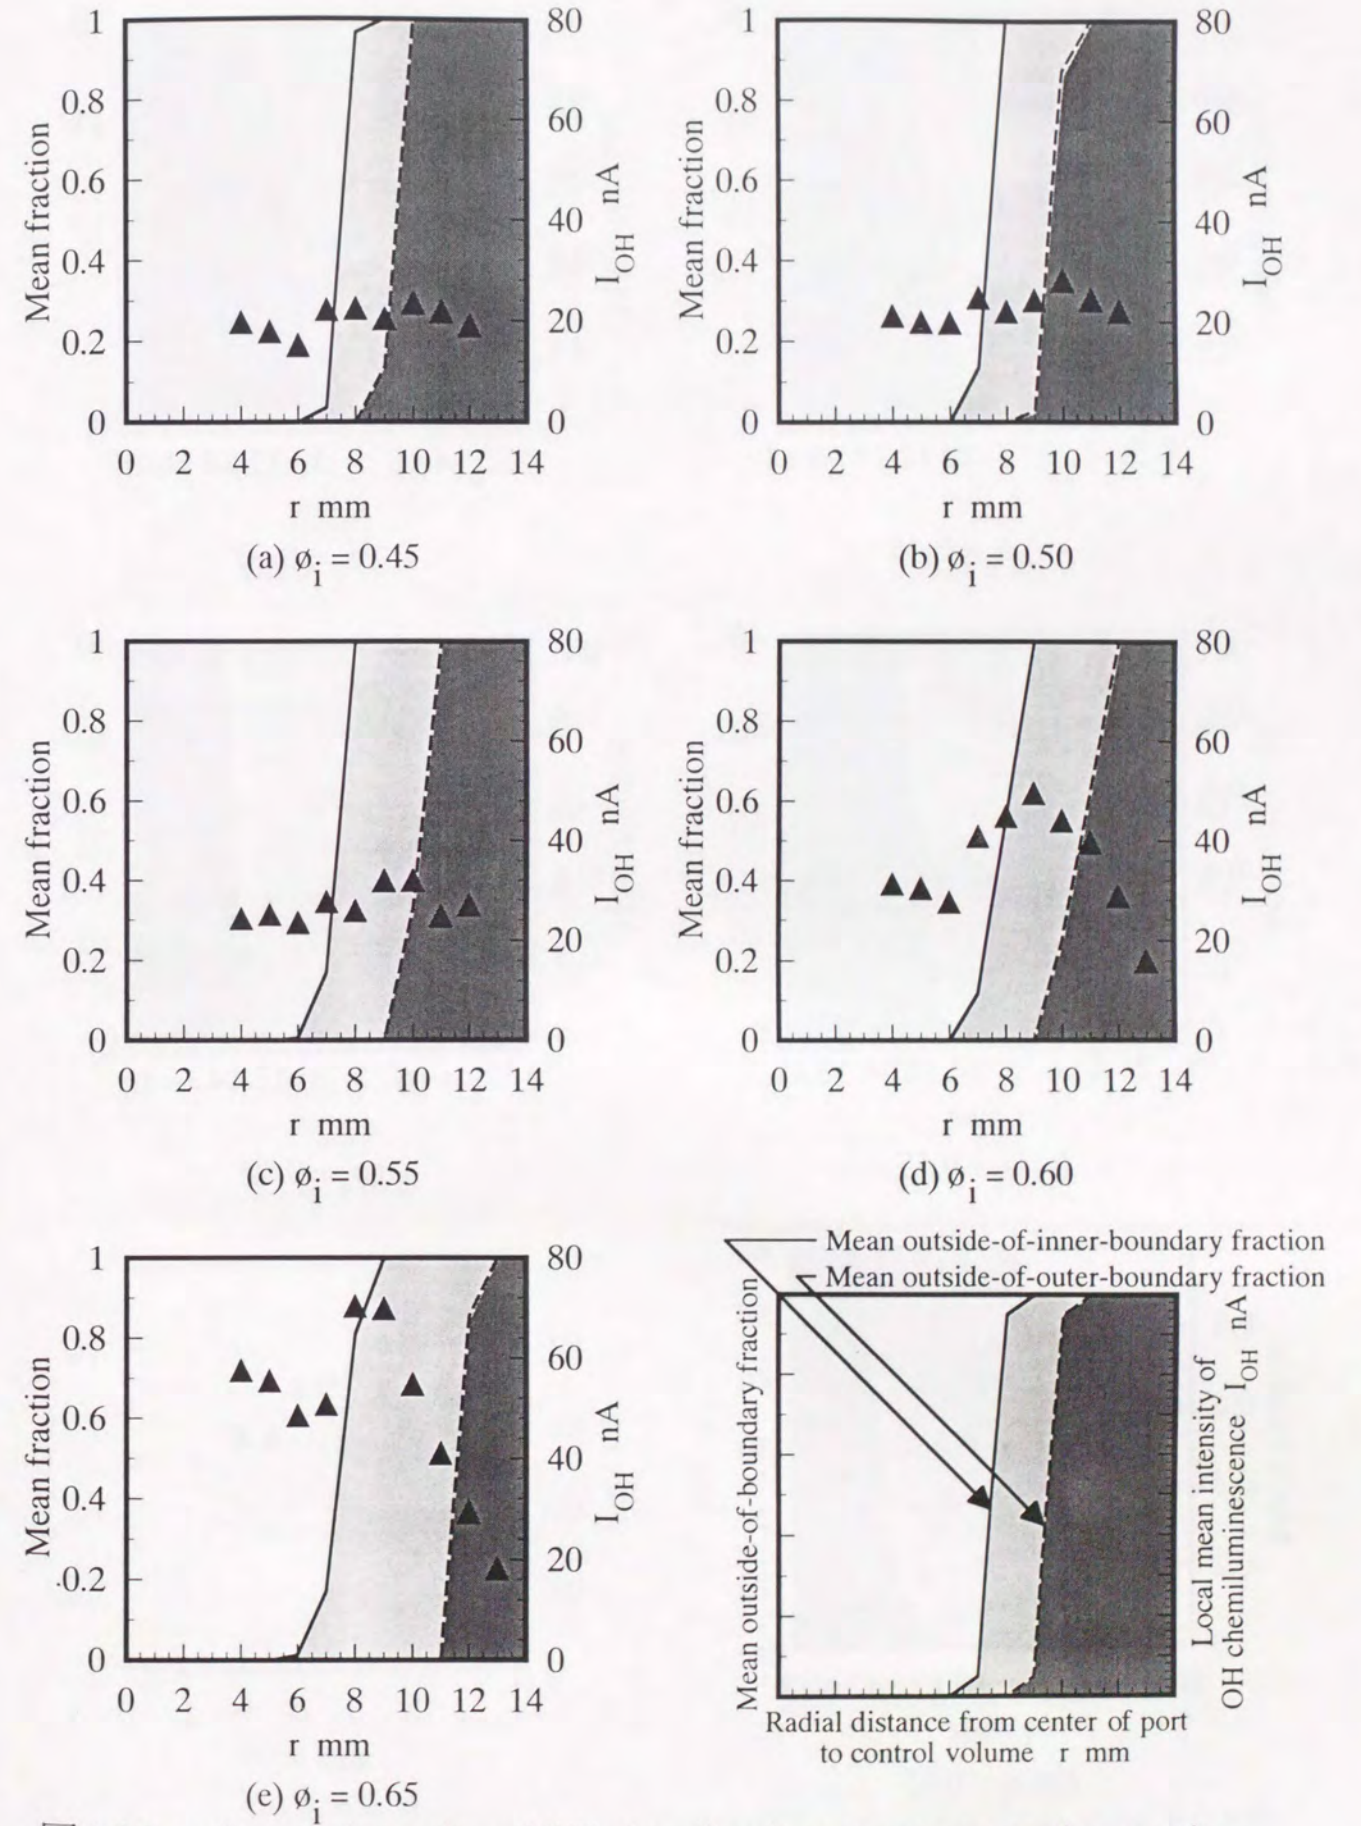 1
0.8
0.6
0.4
0.2
0
Mean fraction
80
60
40
20
0
I_OH nA
0 2 4 6 8 10 12 14
r mm
(a) ø_i = 0.45
1
0.8
0.6
0.4
0.2
0
Mean fraction
80
60
40
20
0
I_OH nA
0 2 4 6 8 10 12 14
r mm
(b) ø_i = 0.50
1
0.8
0.6
0.4
0.2
0
Mean fraction
80
60
40
20
0
I_OH nA
0 2 4 6 8 10 12 14
r mm
(c) ø_i = 0.55
1
0.8
0.6
0.4
0.2
0
Mean fraction
80
60
40
20
0
I_OH nA
0 2 4 6 8 10 12 14
r mm
(d) ø_i = 0.60
1
0.8
0.6
0.4
0.2
0
Mean fraction
80
60
40
20
0
I_OH nA
0 2 4 6 8 10 12 14
r mm
(e) ø_i = 0.65
Mean outside-of-inner-boundary fraction
Mean outside-of-outer-boundary fraction
Mean outside-of-boundary fraction
Local mean intensity of
OH chemiluminescence I_OH nA
Radial distance from center of port
to control volume r mm